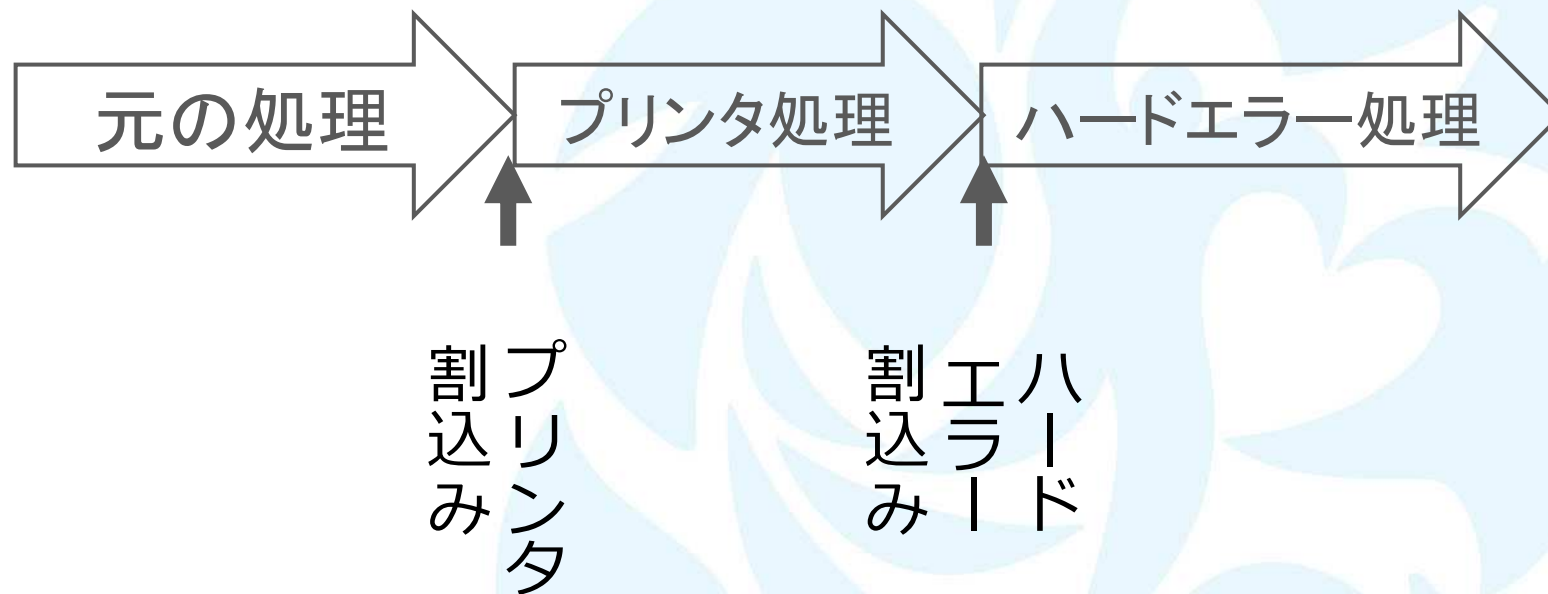 元の処理
プリンタ処理
ハードエラー処理
プリンタ
割込み
ハード
エラー
割込み